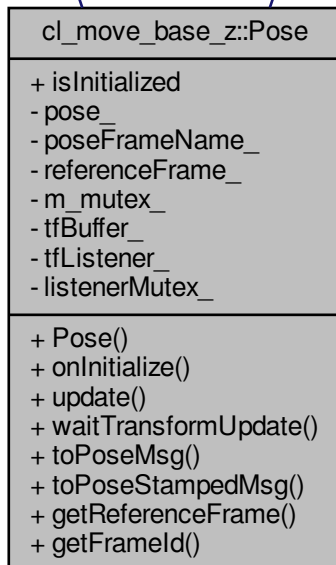 cl_move_base_z::Pose
+ isInitialized
- pose_
- poseFrameName_
- referenceFrame_
- m_mutex_
- tfBuffer_
- tfListener_
- listenerMutex_
+ Pose()
+ onInitialize()
+ update()
+ waitTransformUpdate()
+ toPoseMsg()
+ toPoseStampedMsg()
+ getReferenceFrame()
+ getFrameId()